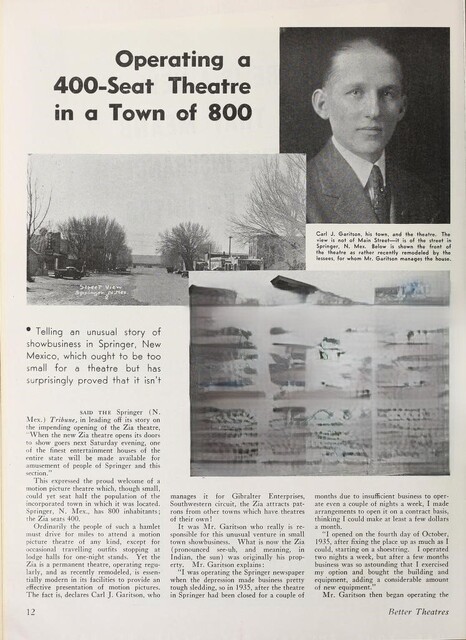 Operating a
400-Seat Theatre
in a Town of 800
Carl J. Garitson, his town, and the theatre. The
view is not of Main Street—it is of the street in
Springer, N. Mex. Below is shown the front of
the theatre as rather recently remodeled by the
lessees, for whom Mr. Garitson manages the house.
Street View
Springer, N. Mex
• Telling an unusual story of
showbusiness in Springer, New
Mexico, which ought to be too
small for a theatre but has
surprisingly proved that it isn't
SAID THE Springer (N.
Mex.) Tribune, in leading off its story on
the impending opening of the Zia theatre,
"When the new Zia theatre opens its doors
to show goers next Saturday evening, one
of the finest entertainment houses of the
entire state will be made available for
amusement of people of Springer and this
section."
This expressed the proud welcome of a
motion picture theatre which, though small,
could yet seat half the population of the
incorporated town in which it was located.
Springer, N. Mex., has 800 inhabitants;
the Zia seats 400.
Ordinarily the people of such a hamlet
must drive for miles to attend a motion
picture theatre of any kind, except for
occasional travelling outfits stopping at
lodge halls for one-night stands. Yet the
Zia is a permanent theatre, operating regu-
larly, and as recently remodeled, is essen-
tially modern in its facilities to provide an
effective presentation of motion pictures.
The fact is, declares Carl J. Garitson, who
manages it for Gibralter Enterprises,
Southwestern circuit, the Zia attracts pat-
rons from other towns which have theatres
of their own!
It was Mr. Garitson who really is re-
sponsible for this unusual venture in small
town showbusiness. What is now the Zia
(pronounced see-uh, and meaning, in
Indian, the sun) was originally his prop-
erty. Mr. Garitson explains:
"I was operating the Springer newspaper
when the depression made business pretty
tough sledding, so in 1935, after the theatre
in Springer had been closed for a couple of
months due to insufficient business to oper-
ate even a couple of nights a week, I made
arrangements to open it on a contract basis,
thinking I could make at least a few dollars
a month.
"I opened on the fourth day of October,
1935, after fixing the place up as much as I
could, starting on a shoestring. I operated
two nights a week, but after a few months
business was so astounding that I exercised
my option and bought the building and
equipment, adding a considerable amount
of new equipment."
Mr. Garitson then began operating the
12
Better Theatres